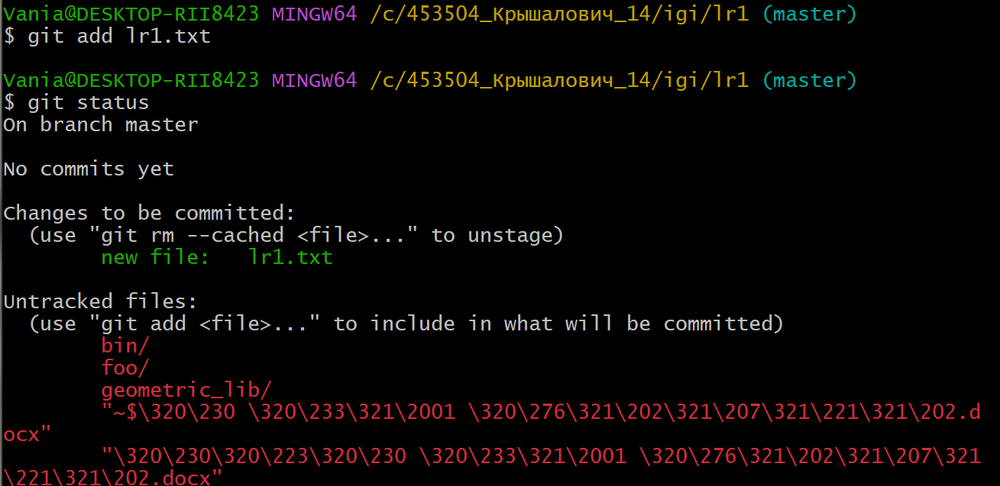 Vania@DESKTOP-RII8423 MINGW64 /c/453504_Крышалович_14/igi/lr1 (master)
$ git add lr1.txt
Vania@DESKTOP-RII8423 MINGW64 /c/453504_Крышалович_14/igi/lr1 (master)
$ git status
On branch master
No commits yet
Changes to be committed:
  (use "git rm --cached <file>..." to unstage)
        new file:   lr1.txt
Untracked files:
  (use "git add <file>..." to include in what will be committed)
        bin/
        foo/
        geometric_lib/
        "~$\320\230 \320\233\321\2001 \320\276\321\202\321\207\321\221\321\202.d
ocx"
        "\320\230\320\223\320\230 \320\233\321\2001 \320\276\321\202\321\207\321
\221\321\202.docx"